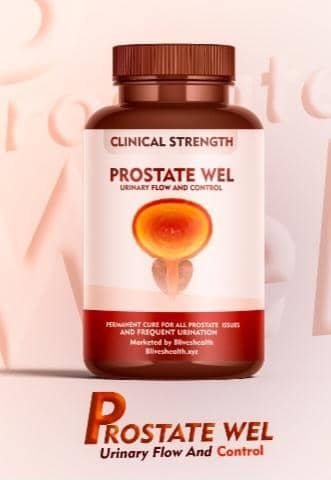 CLINICAL STRENGTH
PROSTATE WEL
URINARY FLOW AND CONTROL
PERMANENT CURE FOR ALL PROSTATE ISSUES
AND FREQUENT URINATION
Marketed by Bliveshealth
Bliveshealth.xyz
PROSTATE WEL
Urinary Flow And Control